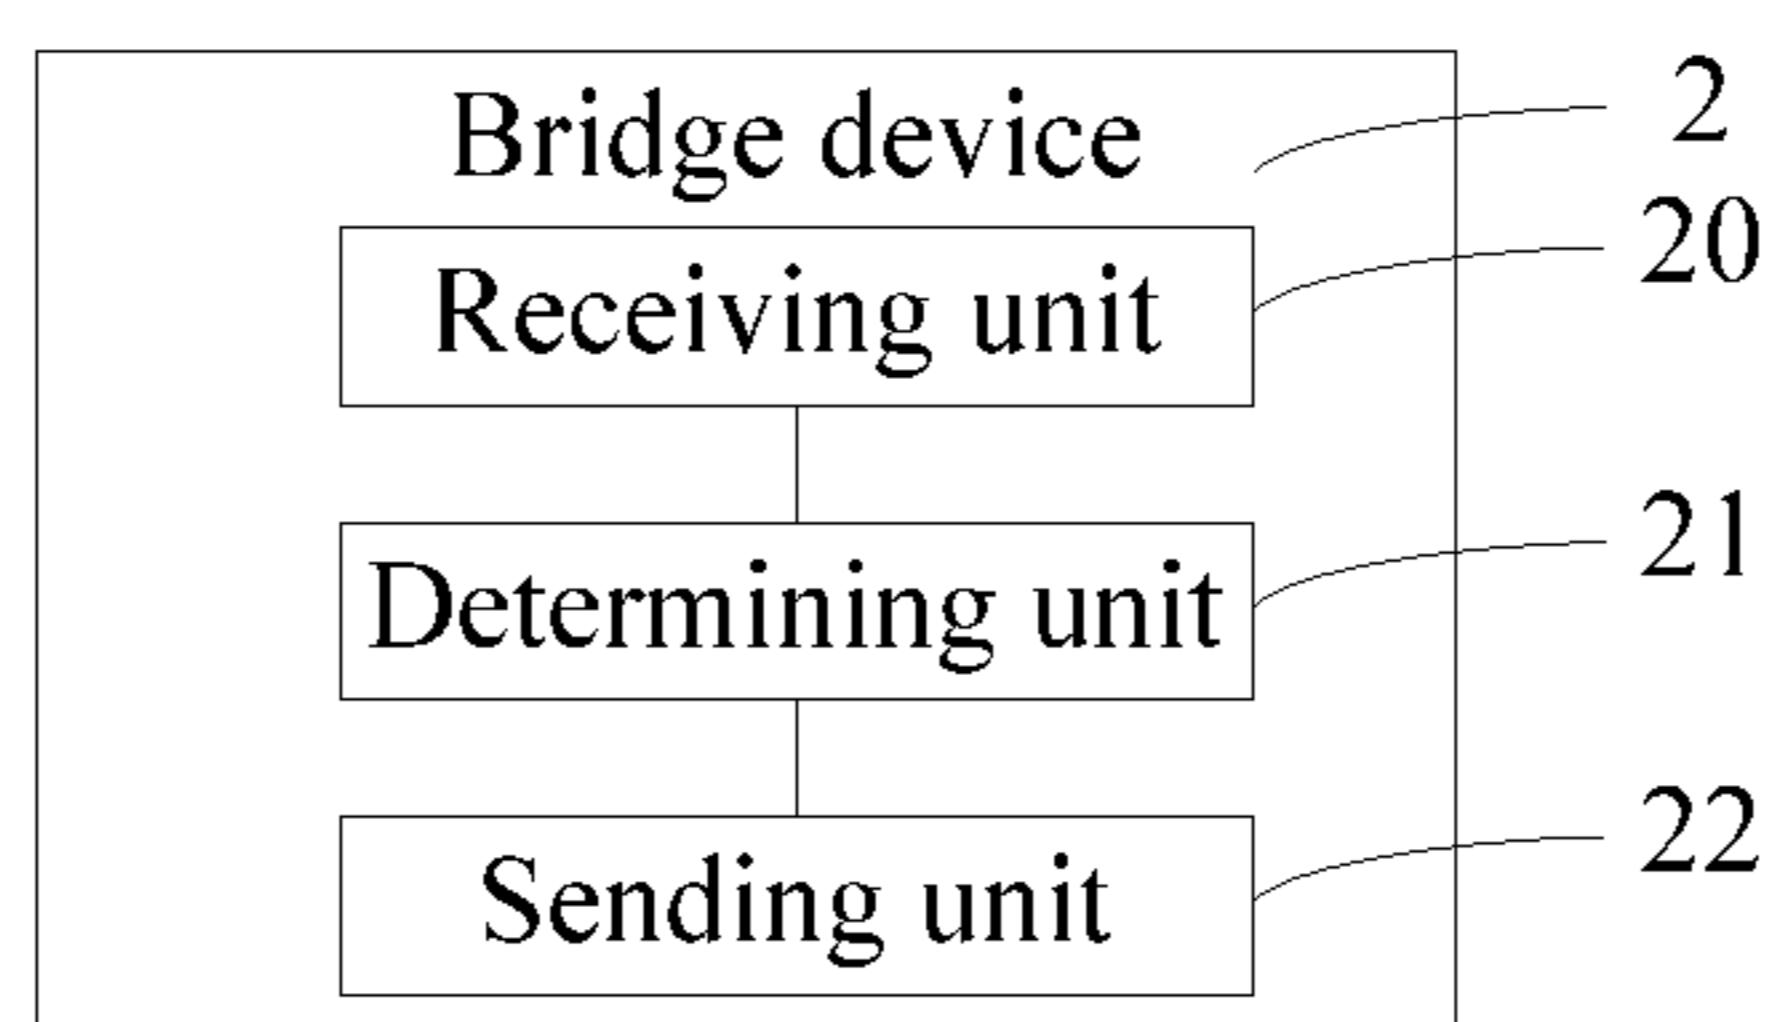 Bridge device
2
Receiving unit
20
Determining unit
21
Sending unit
22